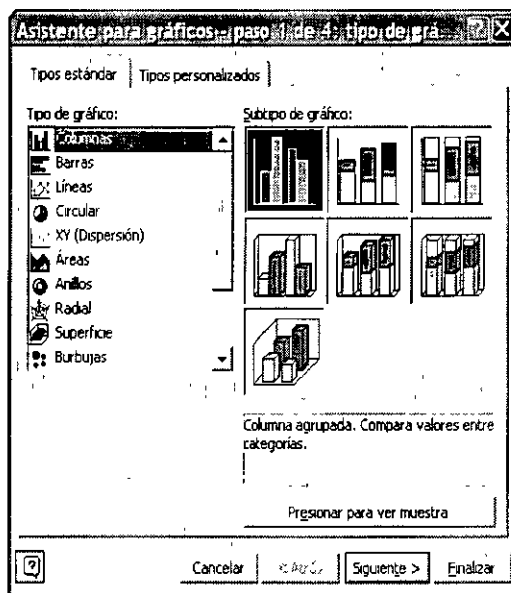 Asistente para gráficos - paso 1 de 4: tipo de grá...
Tipos estándar
Tipos personalizados
Tipo de gráfico:
Columnas
Barras
Líneas
Circular
XY (Dispersión)
Áreas
Anillos
Radial
Superficie
Burbujas
Subtipo de gráfico:
Columna agrupada. Compara valores entre
categorías.
Presionar para ver muestra
Cancelar
< Atrás
Siguiente >
Finalizar